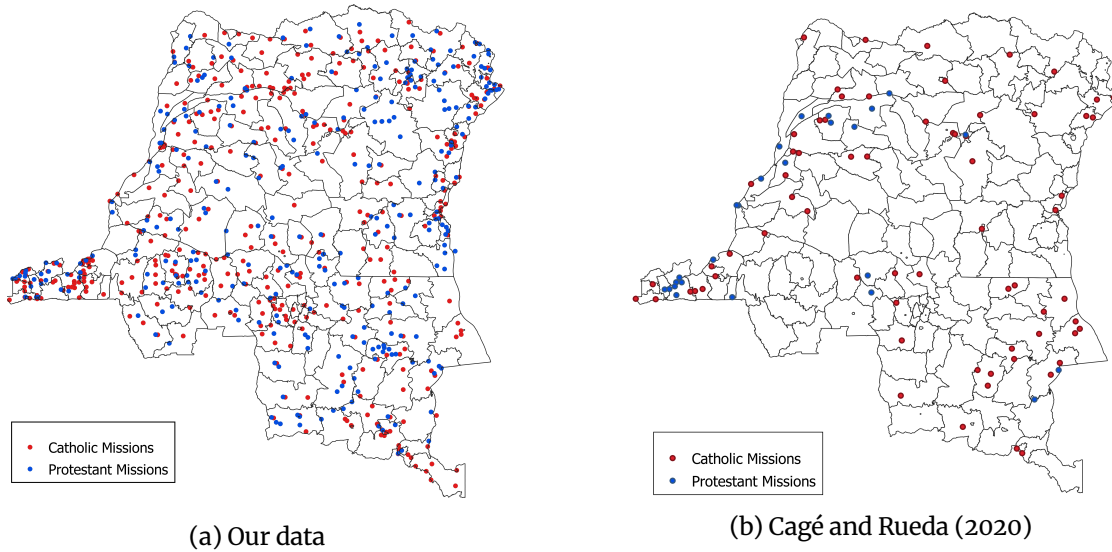 Catholic Missions
Protestant Missions
(a) Our data
Catholic Missions
Protestant Missions
(b) Cagé and Rueda (2020)